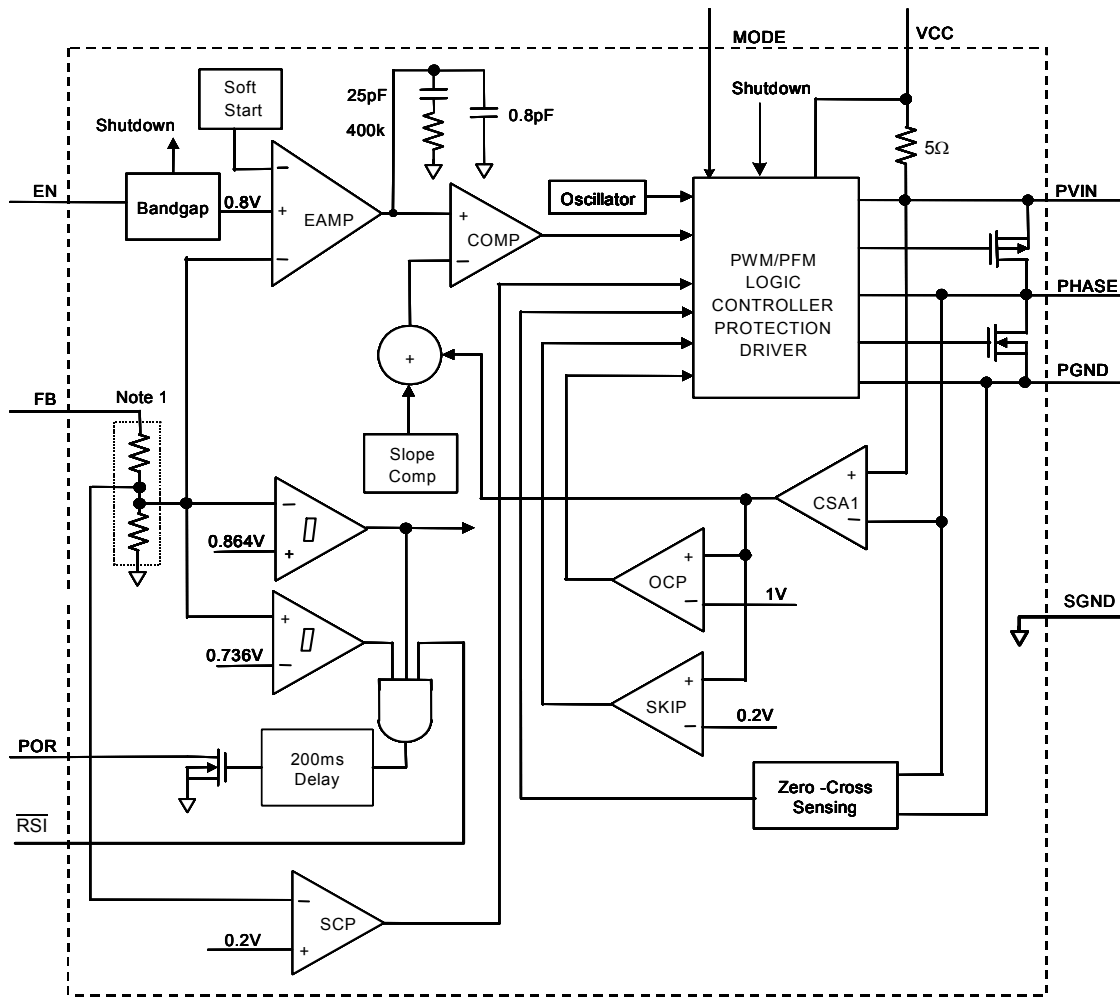 MODE
VCC
Soft
Start
25pF
400k
0.8pF
Shutdown
Shutdown
5Ω
EN
Bandgap
0.8V
−
+
−
EAMP
+
−
COMP
Oscillator
PVIN
PWM/PFM
LOGIC
CONTROLLER
PROTECTION
DRIVER
PHASE
PGND
+
FB
Note 1
Slope
Comp
+
−
CSA1
−
+
0.864V
+
−
OCP
1V
SGND
+
−
0.736V
+
−
SKIP
0.2V
POR
200ms
Delay
Zero -Cross
Sensing
RSI
−
+
SCP
0.2V